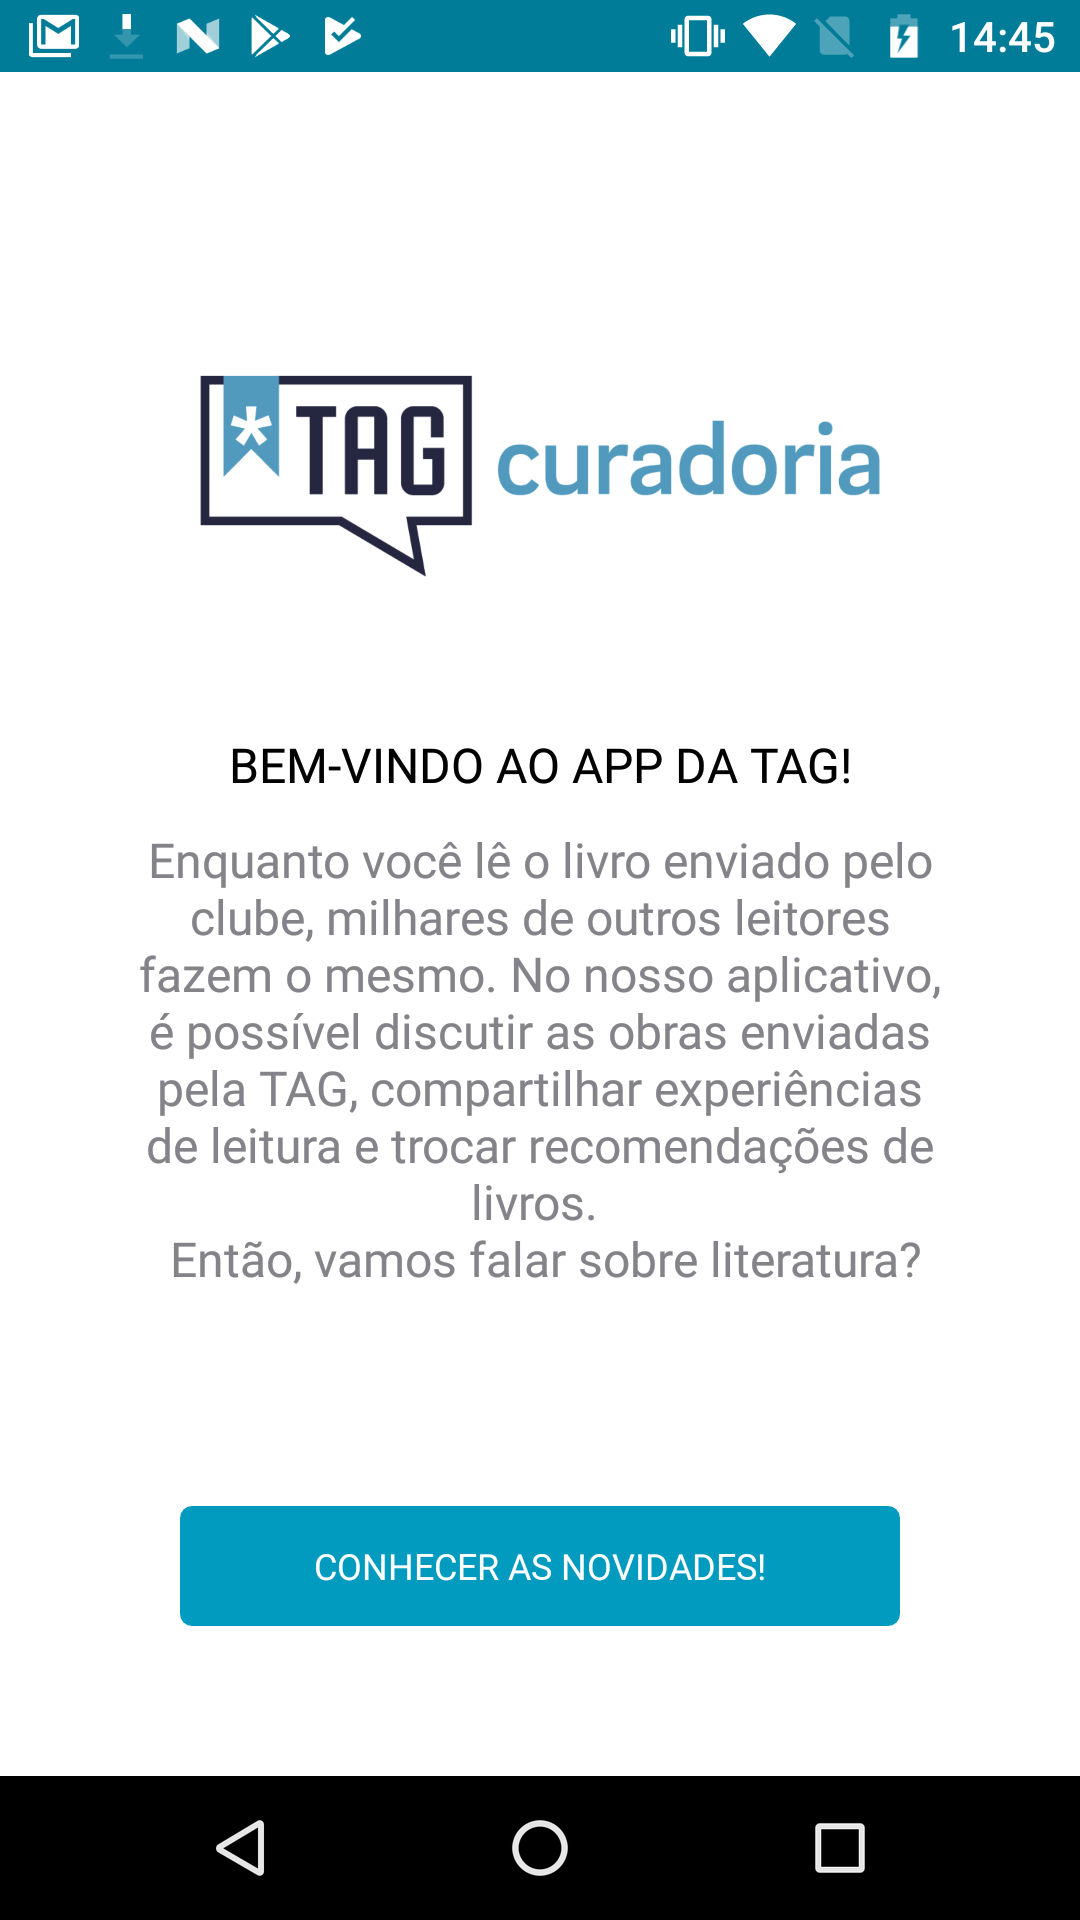 14:45
* TAG curadoria
BEM-VINDO AO APP DA TAG!
Enquanto você lê o livro enviado pelo
clube, milhares de outros leitores
fazem o mesmo. No nosso aplicativo,
é possível discutir as obras enviadas
pela TAG, compartilhar experiências
de leitura e trocar recomendações de
livros.
Então, vamos falar sobre literatura?
CONHECER AS NOVIDADES!